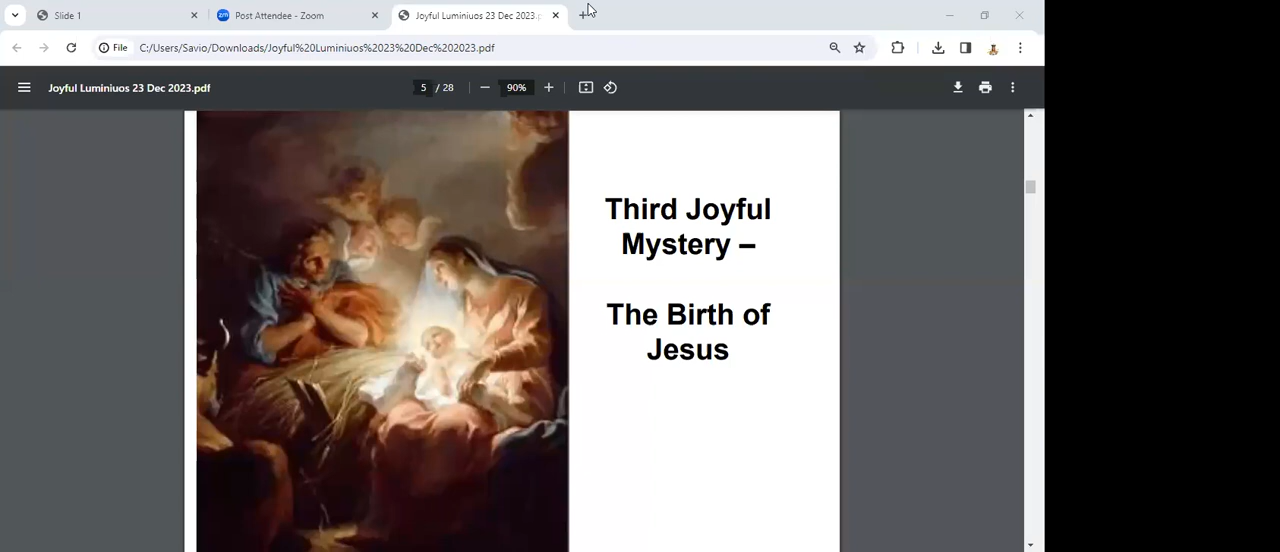 Slide 1
zm Post Attendee - Zoom
Joyful Luminiuos 23 Dec 2023.p
File C:/Users/Savio/Downloads/Joyful%20Luminiuos%2023%20Dec%202023.pdf
Joyful Luminiuos 23 Dec 2023.pdf
5 / 28
90%
Third Joyful
Mystery –
The Birth of
Jesus